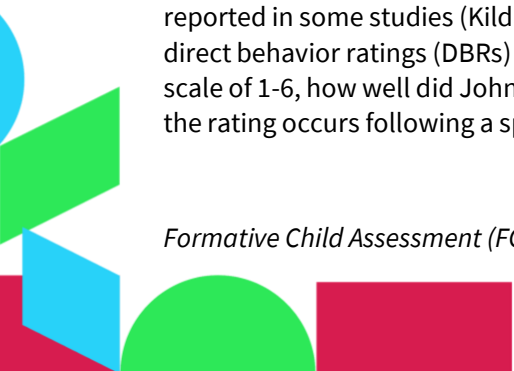 reported in some studies (Kild
direct behavior ratings (DBRs)
scale of 1-6, how well did John
the rating occurs following a s
Formative Child Assessment (FC